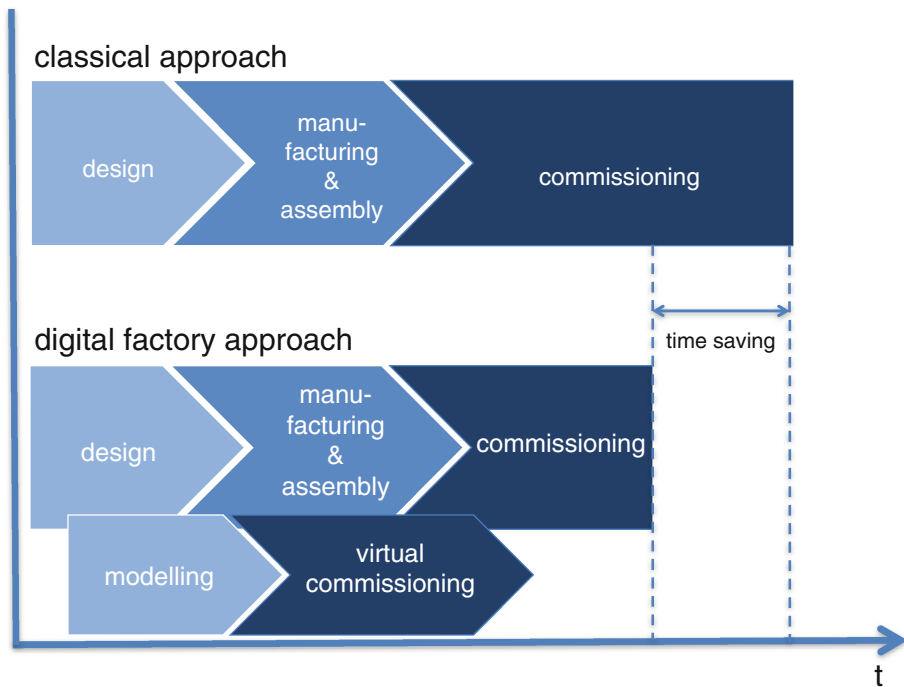 classical approach
design
manu-
facturing
&
assembly
commissioning
time saving
digital factory approach
design
manu-
facturing
&
assembly
commissioning
modelling
virtual
commissioning
t